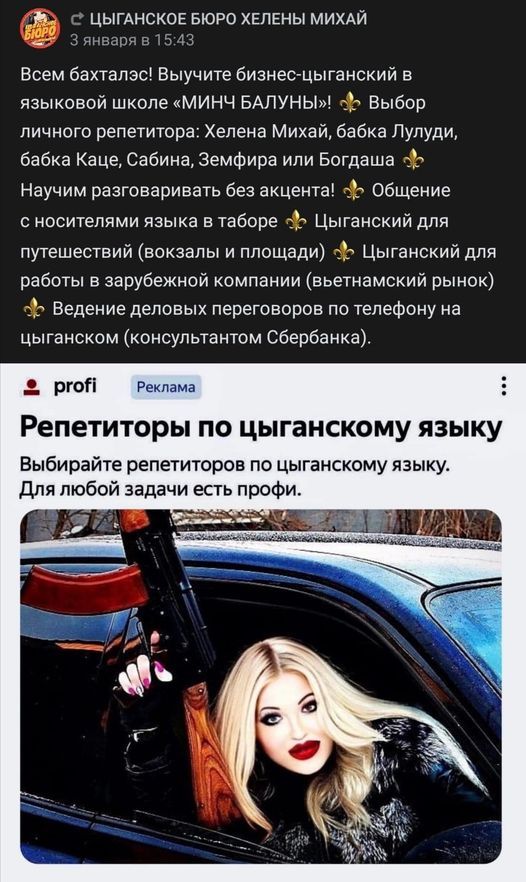 ЦЫГАНСКОЕ БЮРО ХЕЛЕНЫ МИХАЙ
3 января в 15:43
Всем бахталэс! Выучите бизнес-цыганский в
языковой школе «МИНЧ БАЛУНЫ»! ⚜ Выбор
личного репетитора: Хелена Михай, бабка Лулуди,
бабка Каце, Сабина, Земфира или Богдаша ⚜
Научим разговаривать без акцента! ⚜ Общение
с носителями языка в таборе ⚜ Цыганский для
путешествий (вокзалы и площади) ⚜ Цыганский для
работы в зарубежной компании (вьетнамский рынок)
⚜ Ведение деловых переговоров по телефону на
цыганском (консультантом Сбербанка).
profi Реклама
Репетиторы по цыганскому языку
Выбирайте репетиторов по цыганскому языку.
Для любой задачи есть профи.